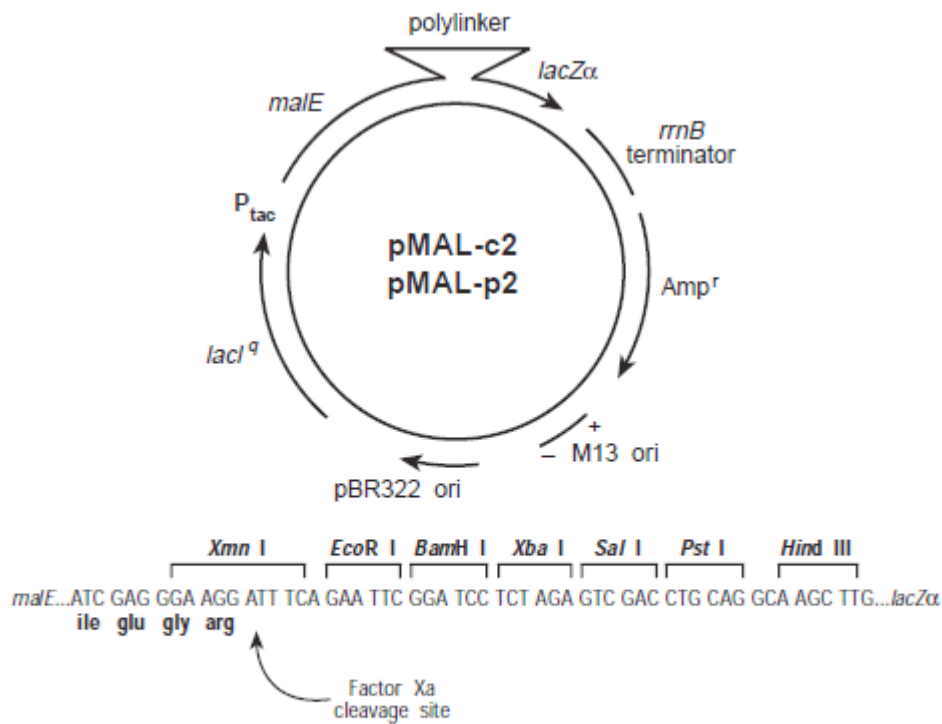 polylinker
lacZα
malE
rrnB
terminator
Ptac
pMAL-c2
pMAL-p2
Ampr
lacIq
+
– M13 ori
pBR322 ori
Xmn I EcoR I BamH I Xba I Sal I Pst I Hind III
malE...ATC GAG GGA AGG ATT TCA GAA TTC GGA TCC TCT AGA GTC GAC CTG CAG GCA AGC TTG...lacZα
ile glu gly arg
Factor Xa
cleavage site